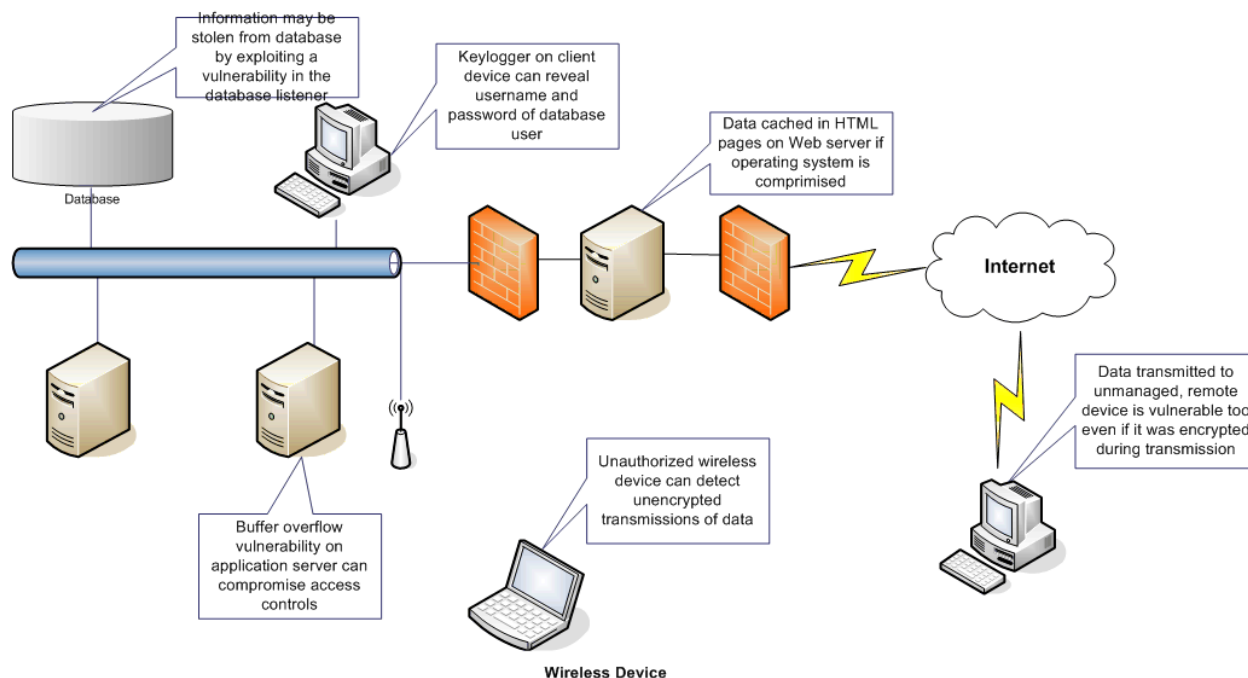 Information may be
stolen from database
by exploiting a
vulnerability in the
database listener
Keylogger on client
device can reveal
username and
password of database
user
Data cached in HTML
pages on Web server if
operating system is
comprimised
Database
Internet
Data transmitted to
unmanaged, remote
device is vulnerable too
even if it was encrypted
during transmission
Unauthorized wireless
device can detect
unencrypted
transmissions of data
Buffer overflow
vulnerability on
application server can
compromise access
controls
Wireless Device